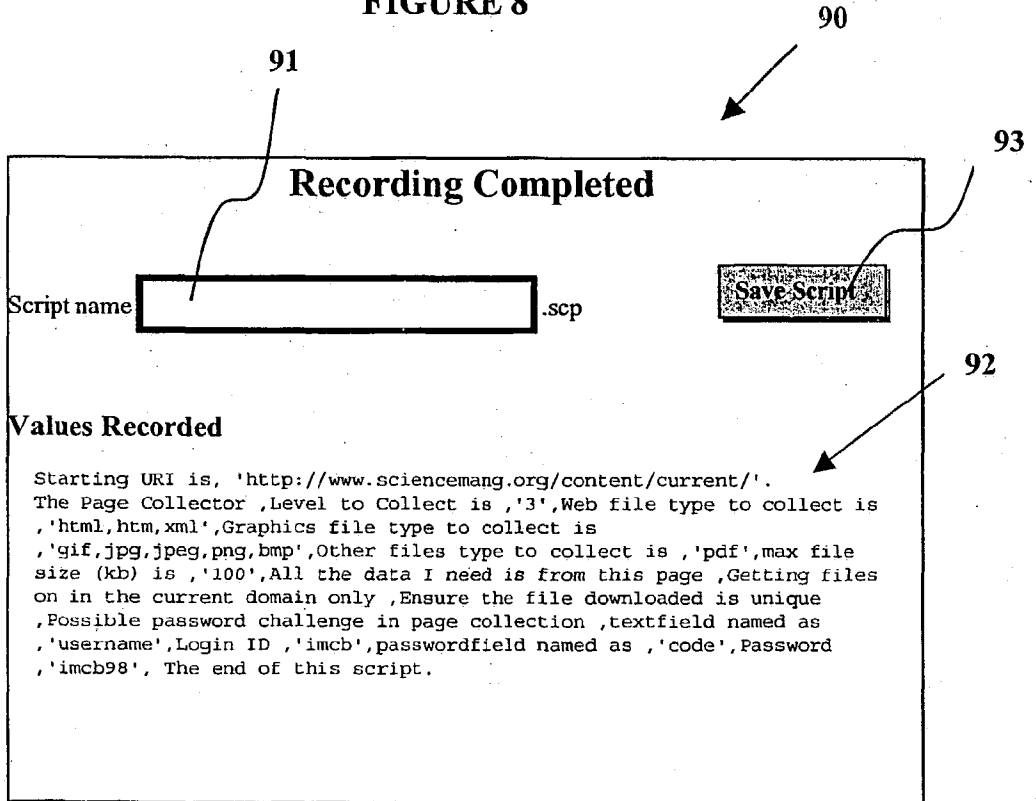 FIGURE 8
90
91
93
Recording Completed
Script name .scp Save Script
92
Values Recorded
Starting URI is, 'http://www.sciencemang.org/content/current/'.
The Page Collector ,Level to Collect is ,'3',Web file type to collect is
,'html,htm,xml',Graphics file type to collect is
,'gif,jpg,jpeg,png,bmp',Other files type to collect is ,'pdf',max file
size (kb) is ,'100',All the data I need is from this page ,Getting files
on in the current domain only ,Ensure the file downloaded is unique
,Possible password challenge in page collection ,textfield named as
,'username',Login ID ,'imcb',passwordfield named as ,'code',Password
,'imcb98', The end of this script.